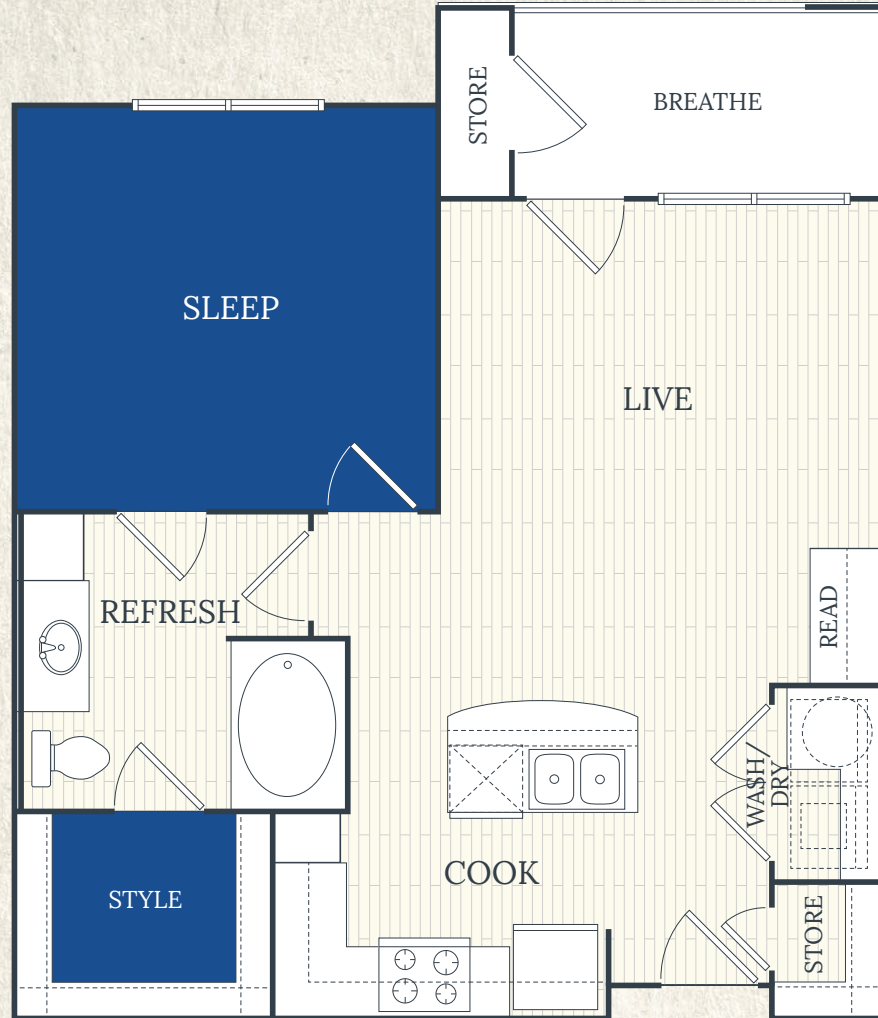 STORE
BREATHE
SLEEP
LIVE
READ
REFRESH
WASH/
DRY
COOK
STYLE
STORE